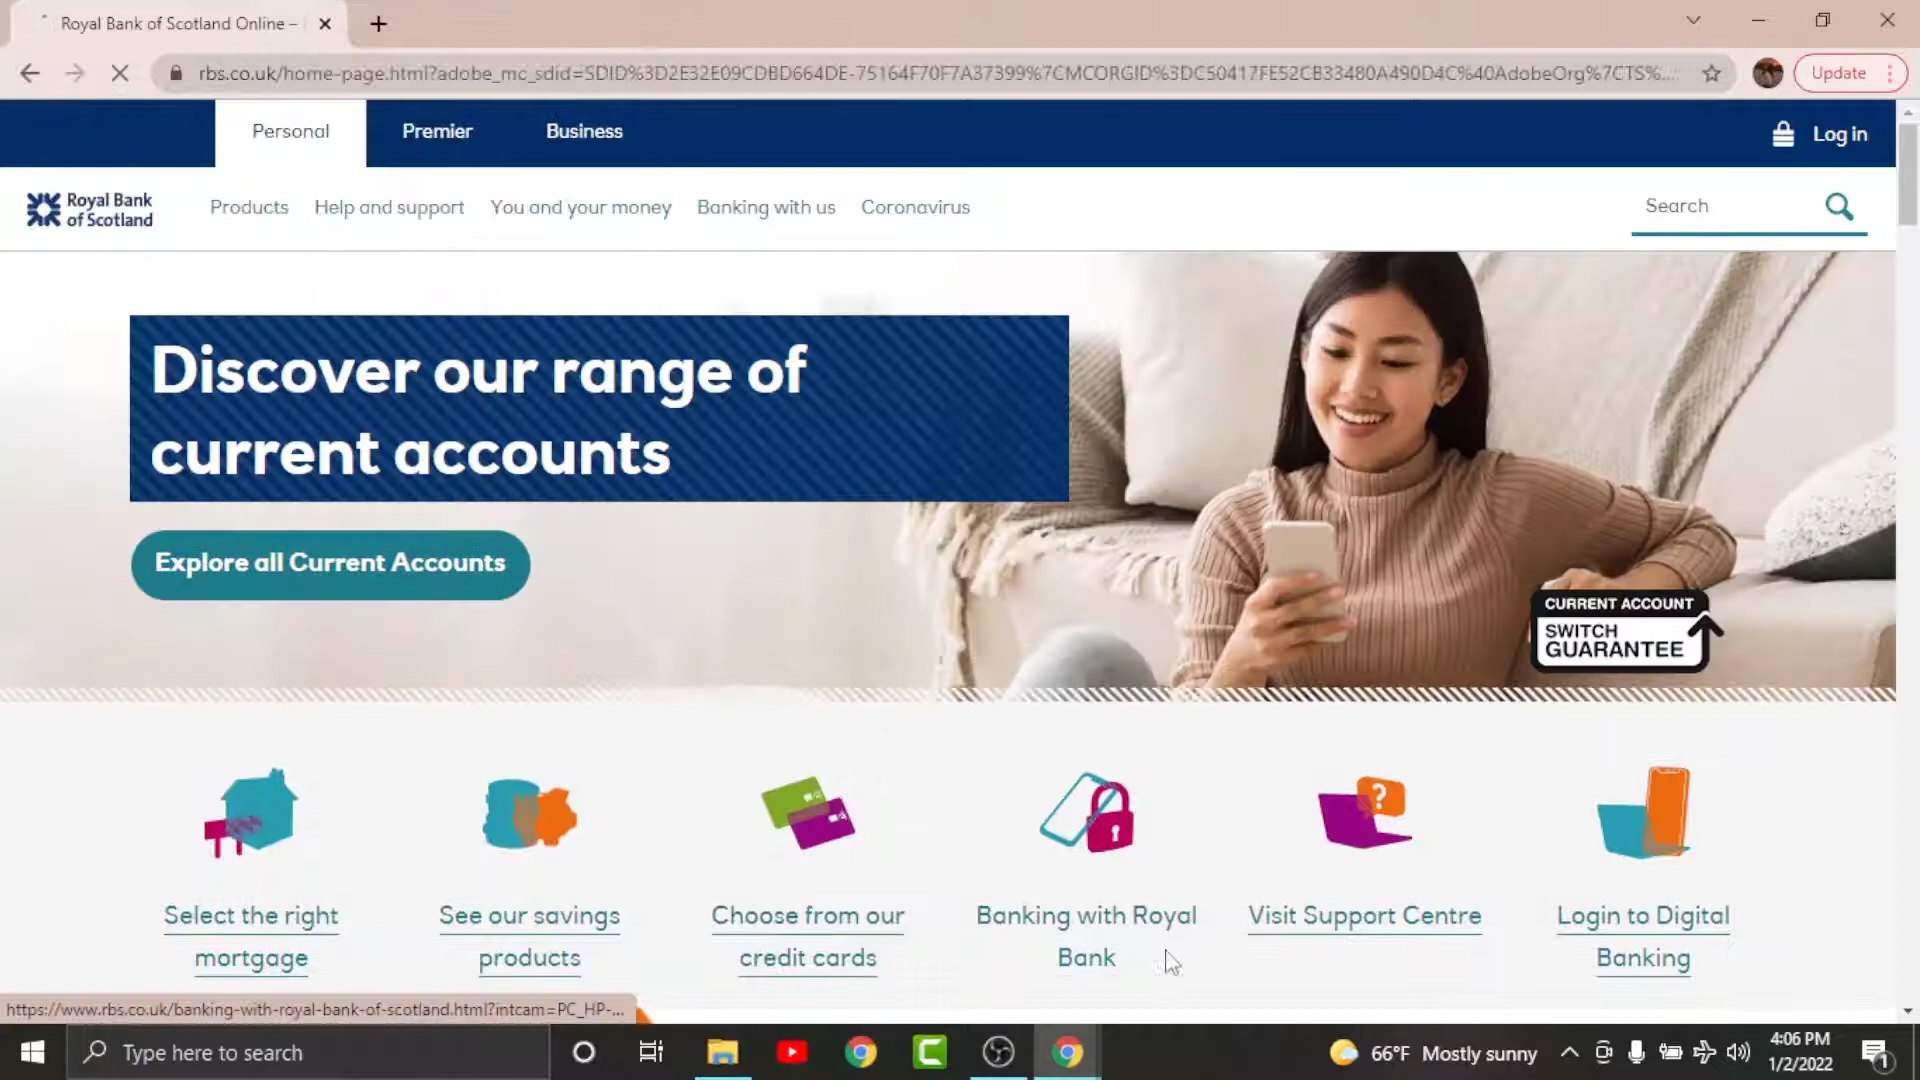 Royal Bank of Scotland Online –
rbs.co.uk/home-page.html?adobe_mc_sdid=SDID%3D2E32E09CDBD664DE-75164F70F7A37399%7CMCORGID%3DC50417FE52CB33480A490D4C%40AdobeOrg%7CTS%...
Update
Personal Premier Business Log in
Royal Bank
of Scotland
Products Help and support You and your money Banking with us Coronavirus Search
Discover our range of
current accounts
Explore all Current Accounts
CURRENT ACCOUNT
SWITCH
GUARANTEE
Select the right
mortgage
See our savings
products
Choose from our
credit cards
Banking with Royal
Bank
Visit Support Centre
Login to Digital
Banking
https://www.rbs.co.uk/banking-with-royal-bank-of-scotland.html?intcam=PC_HP-...
Type here to search
66°F Mostly sunny
4:06 PM
1/2/2022
1